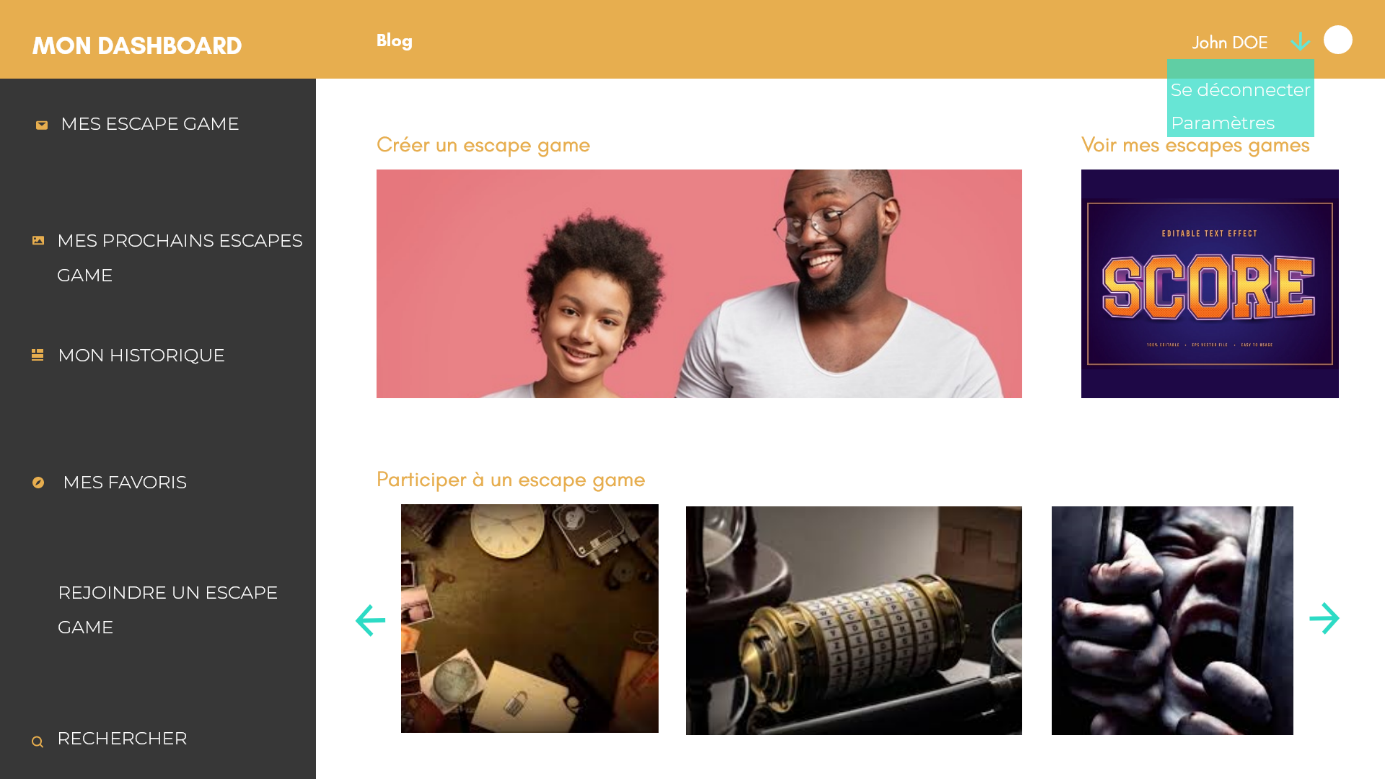 MON DASHBOARD
Blog
John DOE
Se déconnecter
Paramètres
MES ESCAPE GAME
MES PROCHAINS ESCAPES
GAME
MON HISTORIQUE
MES FAVORIS
REJOINDRE UN ESCAPE
GAME
RECHERCHER
Créer un escape game
Voir mes escapes games
EDITABLE TEXT EFFECT
SCORE
Participer à un escape game